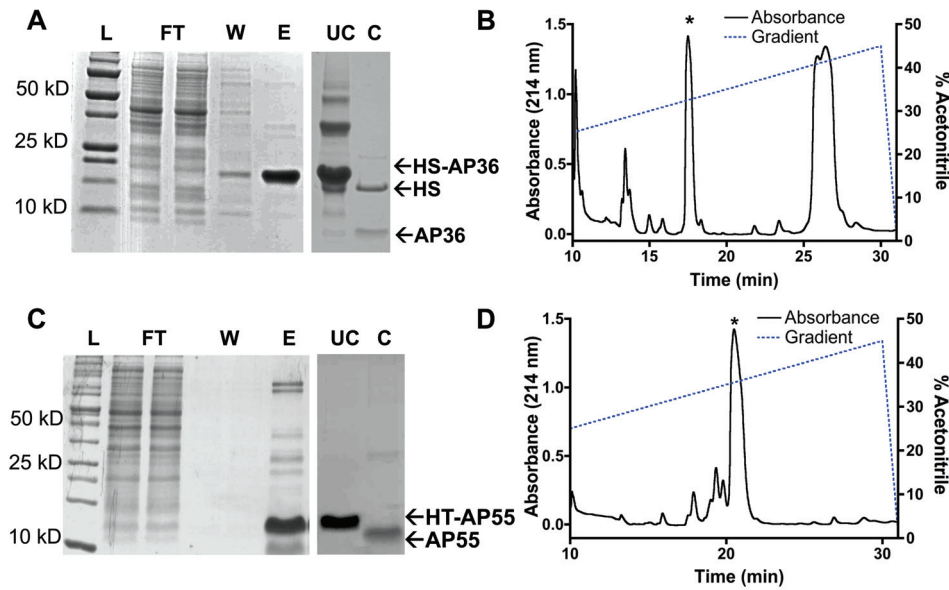 A
L FT W E UC C
50 kD
25 kD
10 kD
←HS-AP36
←HS
←AP36
B
*
Absorbance
Gradient
Absorbance (214 nm)
1.5
1.0
0.5
0.0
10 15 20 25 30
Time (min)
50
40
30
20
10
0
% Acetonitrile
C
L FT W E UC C
50 kD
25 kD
10 kD
←HT-AP55
←AP55
D
*
Absorbance
Gradient
Absorbance (214 nm)
1.5
1.0
0.5
0.0
10 20 30
Time (min)
50
40
30
20
10
0
% Acetonitrile